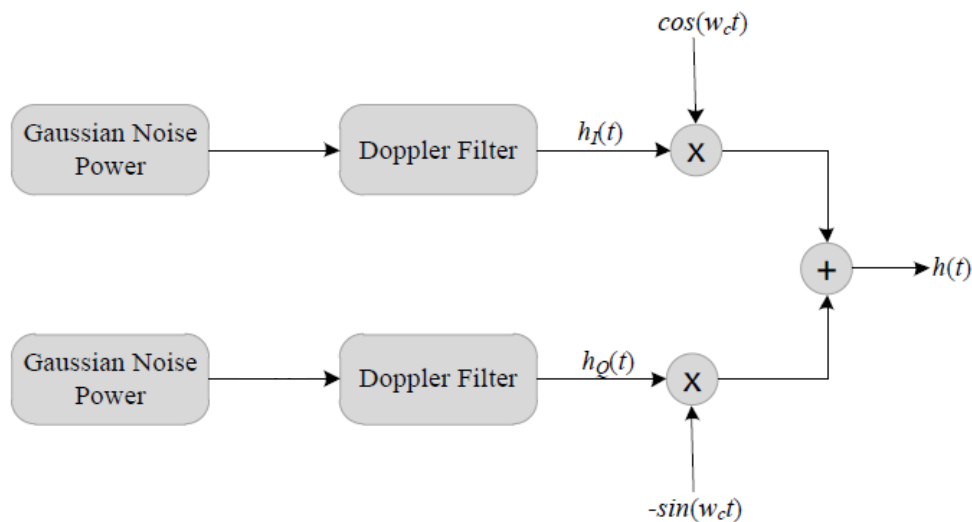 cos(w_ct)
Gaussian Noise
Power
Doppler Filter
h_I(t)
x
+
h(t)
Gaussian Noise
Power
Doppler Filter
h_Q(t)
x
-sin(w_ct)